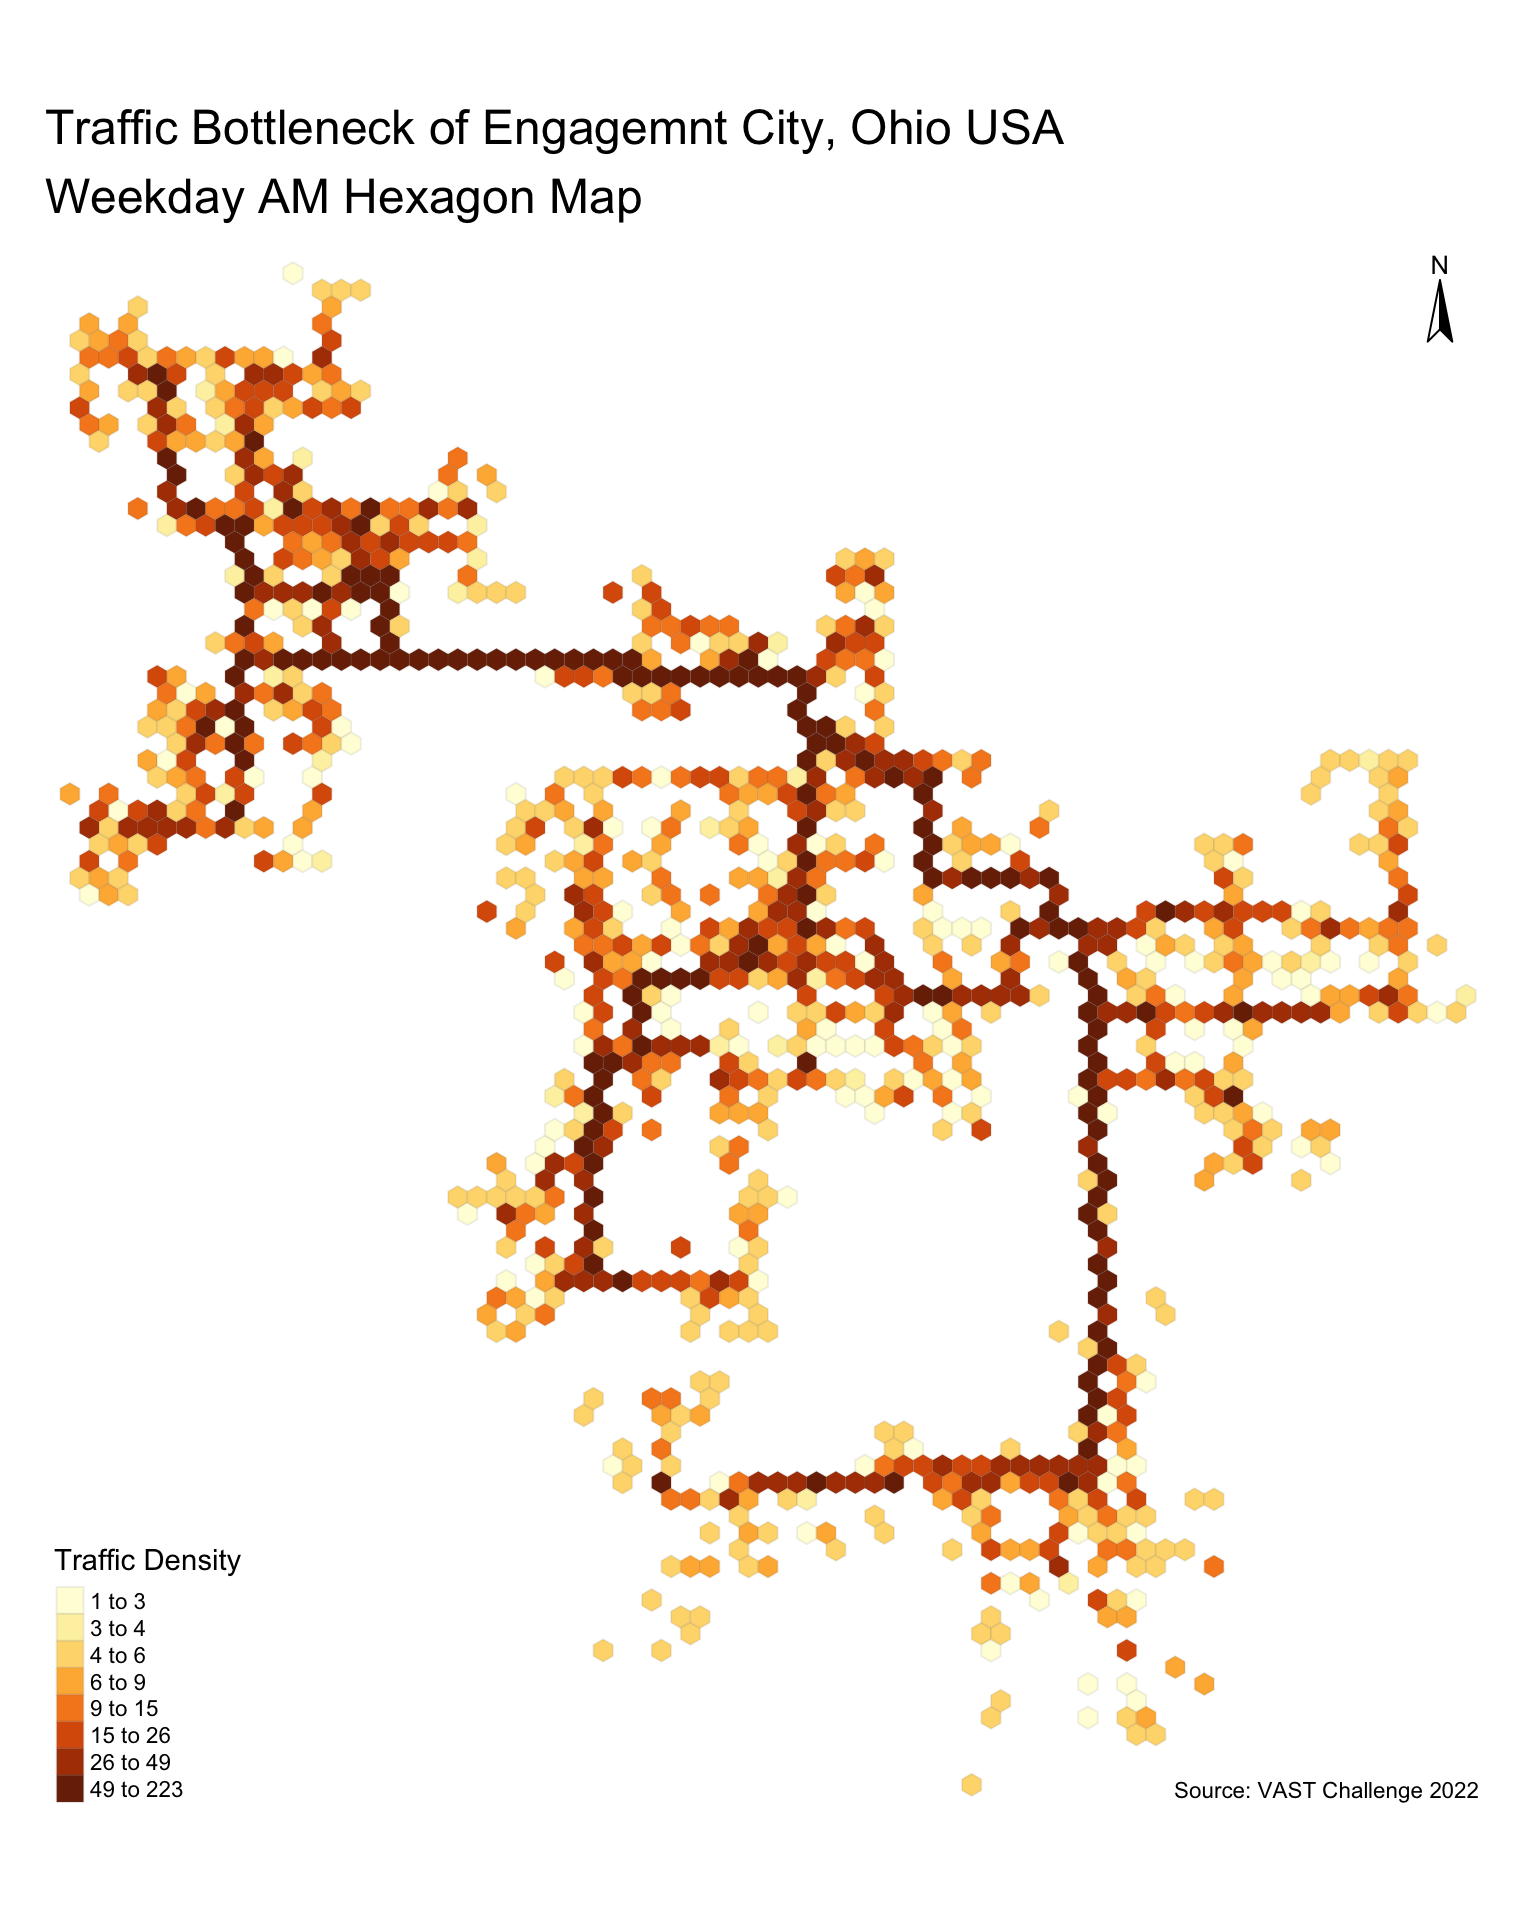 Traffic Bottleneck of Engagemnt City, Ohio USA
Weekday AM Hexagon Map
N
Traffic Density
1 to 3
3 to 4
4 to 6
6 to 9
9 to 15
15 to 26
26 to 49
49 to 223
Source: VAST Challenge 2022